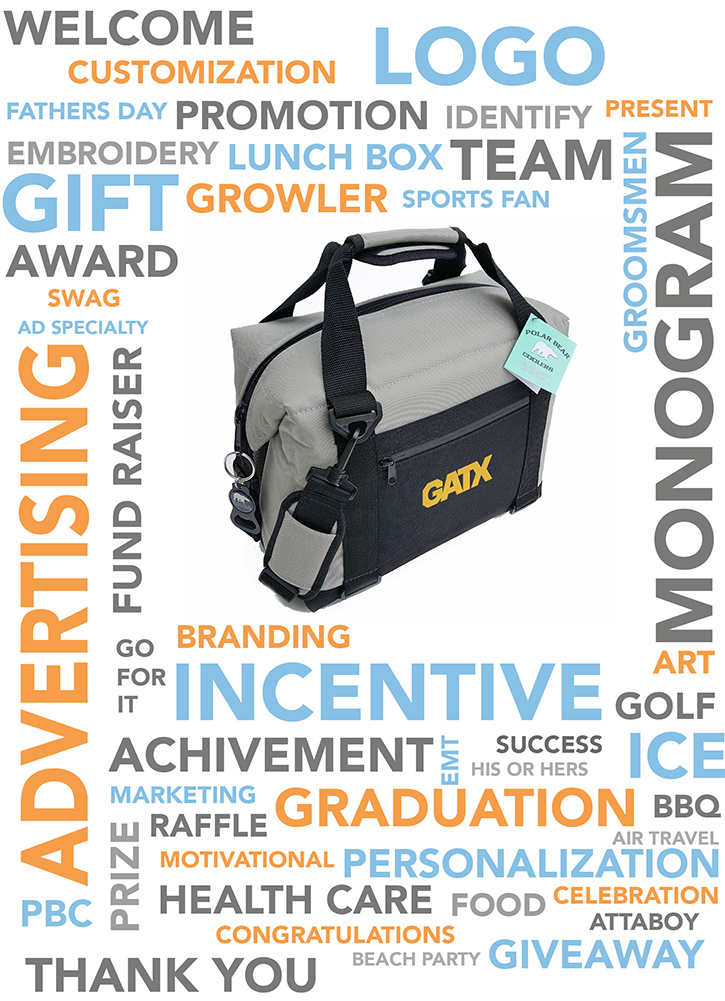 WELCOME
LOGO
CUSTOMIZATION
FATHERS DAY PROMOTION IDENTIFY PRESENT
EMBROIDERY LUNCH BOX TEAM
GROOMSMEN
MONOGRAM
GIFT GROWLER SPORTS FAN
AWARD
SWAG
AD SPECIALTY
POLAR BEAR
COOLERS
ADVERTISING
FUND RAISER
GATX
GO
FOR
IT
BRANDING
ART
INCENTIVE
GOLF
ACHIVEMENT
EMT
SUCCESS
HIS OR HERS
ICE
MARKETING
GRADUATION
BBQ
RAFFLE
AIR TRAVEL
PRIZE
MOTIVATIONAL PERSONALIZATION
PBC
HEALTH CARE FOOD CELEBRATION
ATTABOY
CONGRATULATIONS
BEACH PARTY GIVEAWAY
THANK YOU